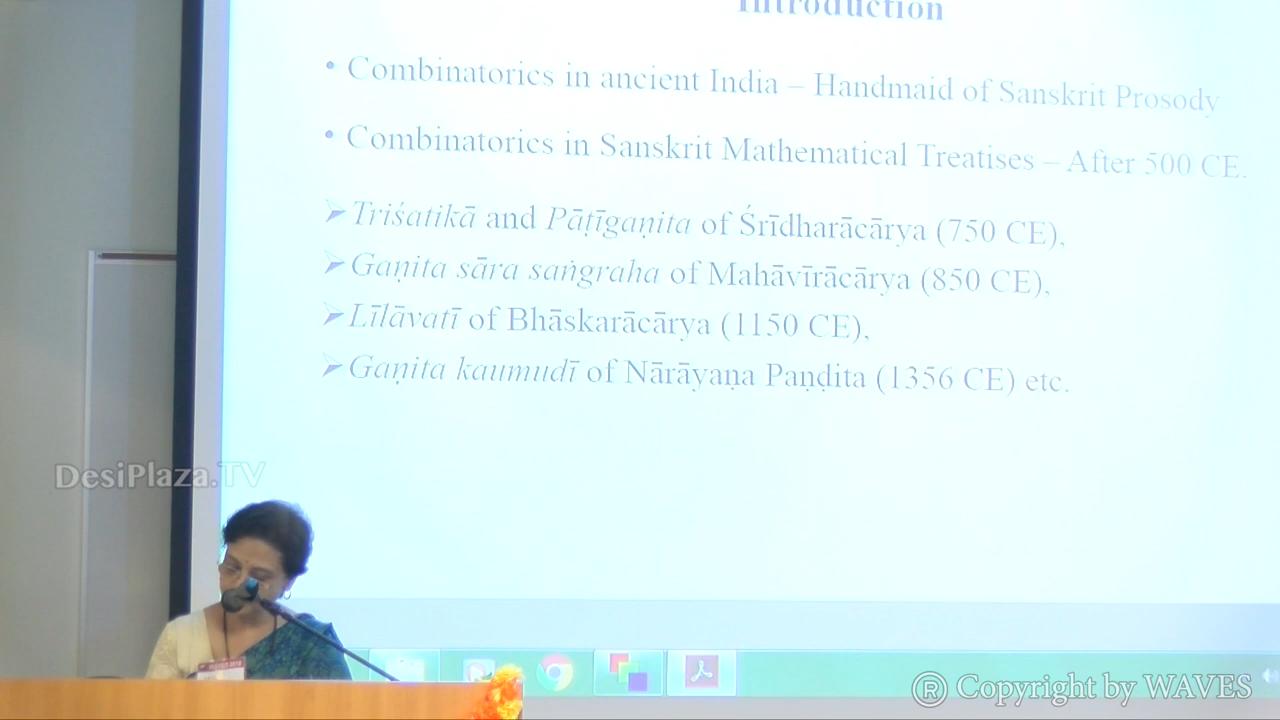 Introduction
• Combinatorics in ancient India – Handmaid of Sanskrit Prosody
• Combinatorics in Sanskrit Mathematical Treatises – After 500 CE.
➢ Triśatikā and Pāṭīgaṇita of Śrīdharācārya (750 CE),
➢ Gaṇita sāra saṅgraha of Mahāvīrācārya (850 CE),
➢ Līlāvatī of Bhāskarācārya (1150 CE),
➢ Gaṇita kaumudī of Nārāyaṇa Paṇḍita (1356 CE) etc.
DesiPlaza.TV
® Copyright by WAVES